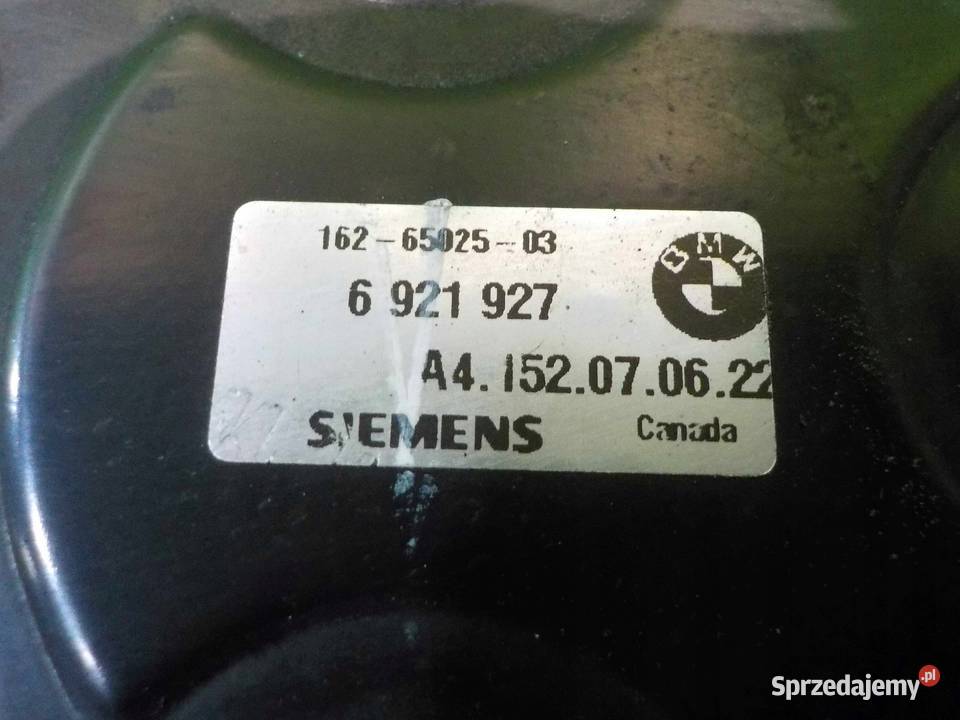 162-65025-03
BMW
6 921 927
A4.152.07.06.22
SIEMENS
Canada
Sprzedajemy.pl